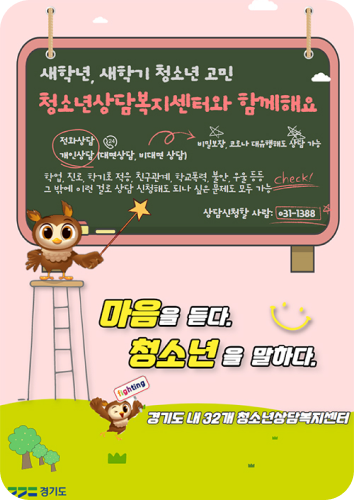 새학년, 새학기 청소년 고민
청소년상담복지센터와 함께해요
전화상담 124
개인상담 (대면상담, 비대면 상담)
비밀보장, 코로나 대유행해도 상담 가능
학업, 진로, 학기초 적응, 친구관계, 학교폭력, 불안, 우울 등등
그 밖에 이런 걸로 상담 신청해도 되나 싶은 문제도 모두 가능
check!
상담신청할 사람: 031-1388
마음을 듣다.
청소년을 말하다.
fighting
경기도 내 32개 청소년상담복지센터
경기도